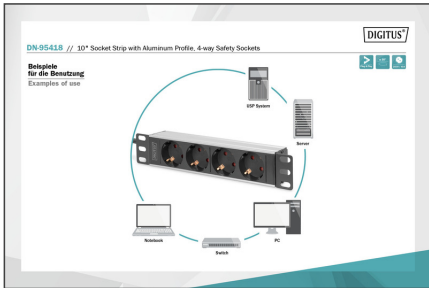 DIGITUS®
DN-95418 // 10" Socket Strip with Aluminum Profile, 4-way Safety Sockets
Beispiele
für die Benutzung
Examples of use
USP System
Server
Notebook
PC
Switch